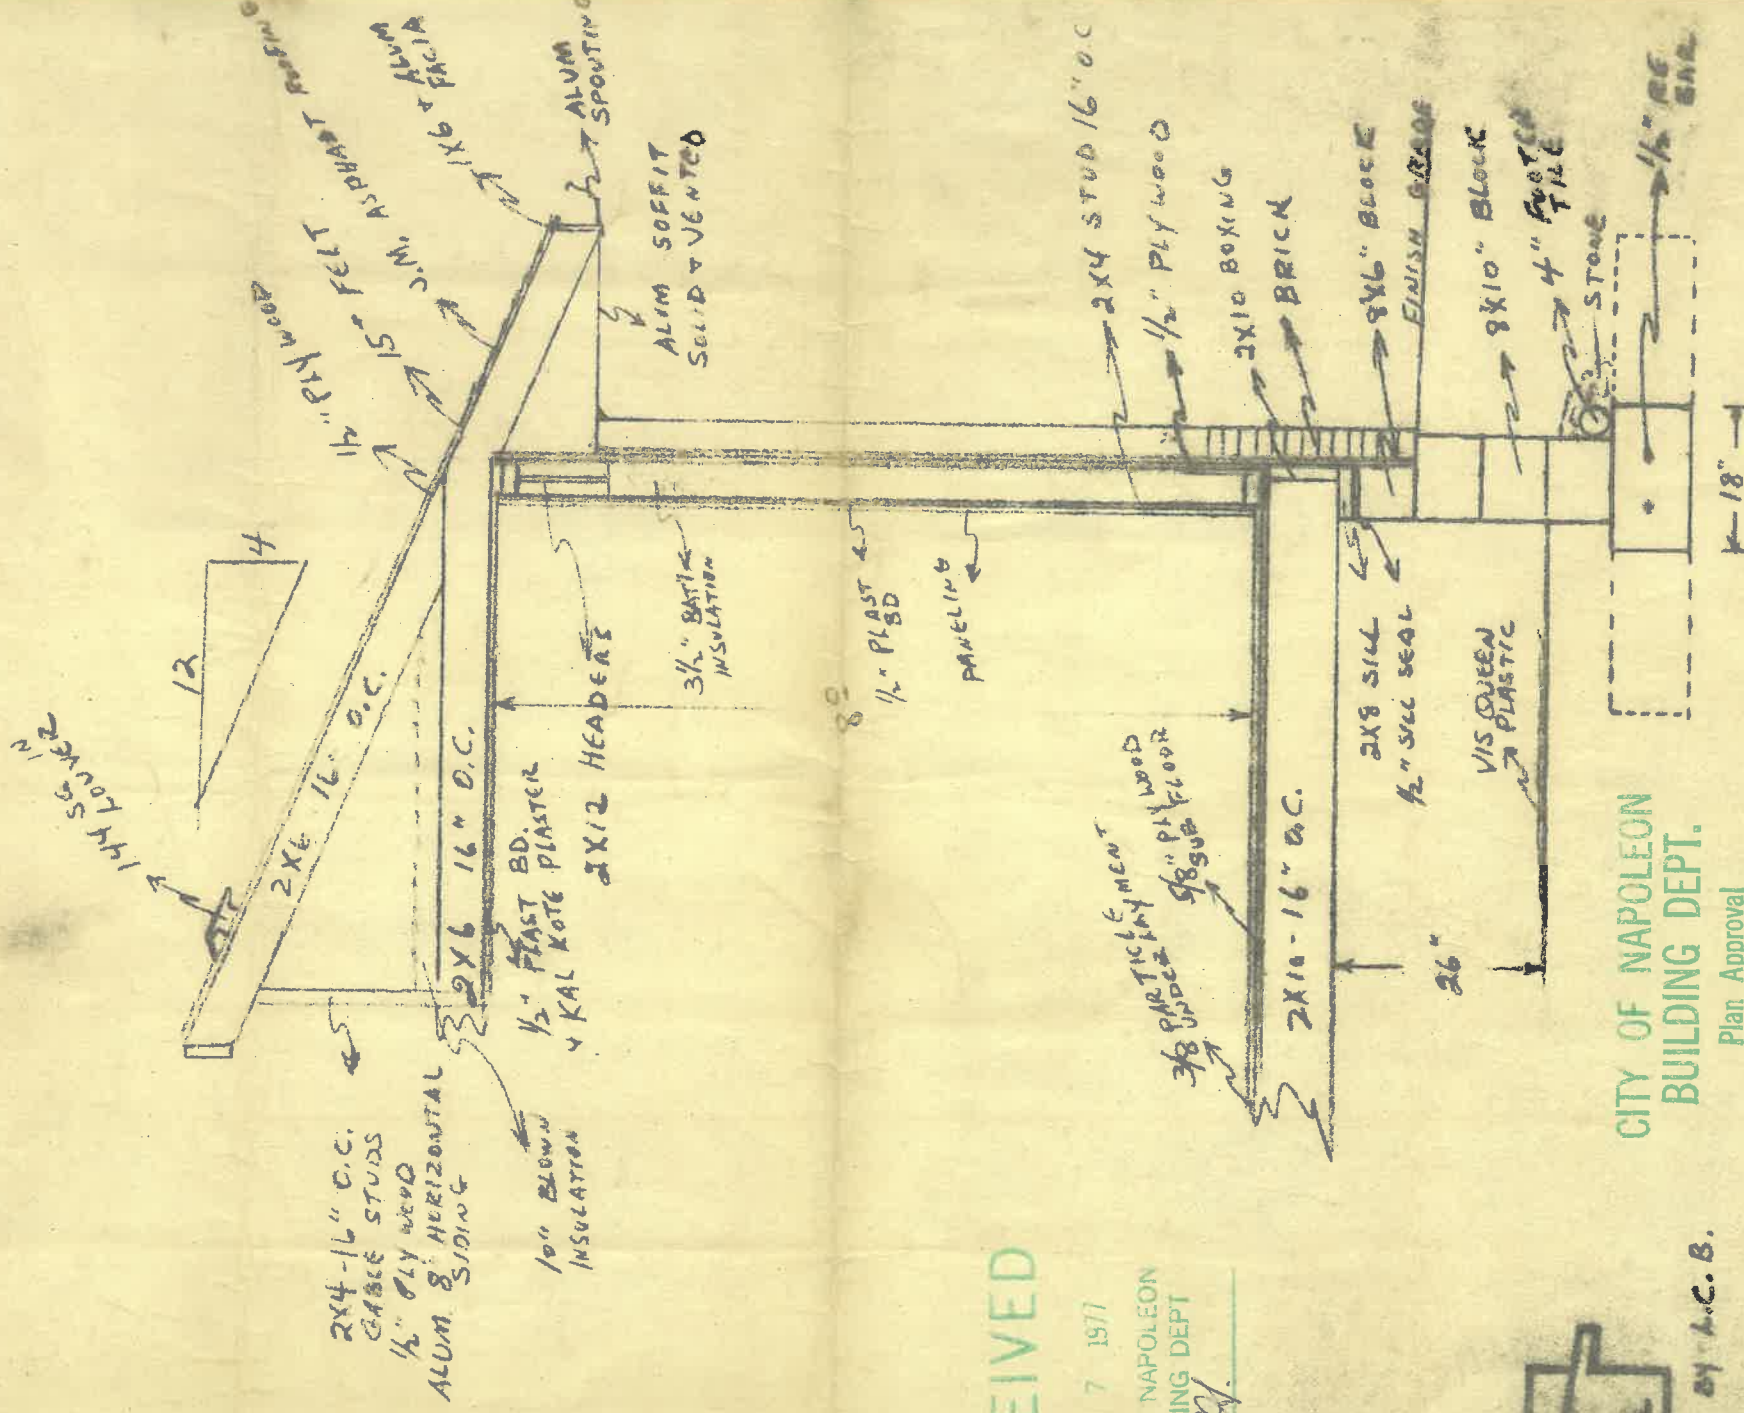 144 SQ IN
LOUVER
12
4
1/2" PLYWOOD
15# FELT
J.M. ASPHALT ROOFING
1X6 + ALUM
FACIA
ALUM
SPOUTING
ALUM SOFFIT
SOLID + VENTED
2X6 16" O.C.
2X6 16" O.C.
1/2" PLAST BD.
+ KAL KOTE PLASTER
2X12 HEADERS
2X4-16" O.C.
GABLE STUDS
1/2" PLYWOOD
ALUM 8" HORIZONTAL
SIDING
10" BLOWN
INSULATION
3 1/2" BATT
INSULATION
8'0
1/2" PLAST
BD
PANELING
2X4 STUD 16" O.C
1/2" PLYWOOD
2X10 BOXING
BRICK
8X6" BLOCK
FINISH GRADE
8X10" BLOCK
4" FOOTER
TILE
STONE
1/2" RE
BAR
3/8 PARTICLE
UNDERLAYMENT
5/8" PLYWOOD
SUB FLOOR
2X10-16" O.C.
2X8 SILL
1/2" SILL SEAL
VISQUEEN
PLASTIC
26"
18"
CITY OF NAPOLEON
BUILDING DEPT.
Plan Approval
EIVED
7 1977
NAPOLEON
ING DEPT
BY L.C.B.